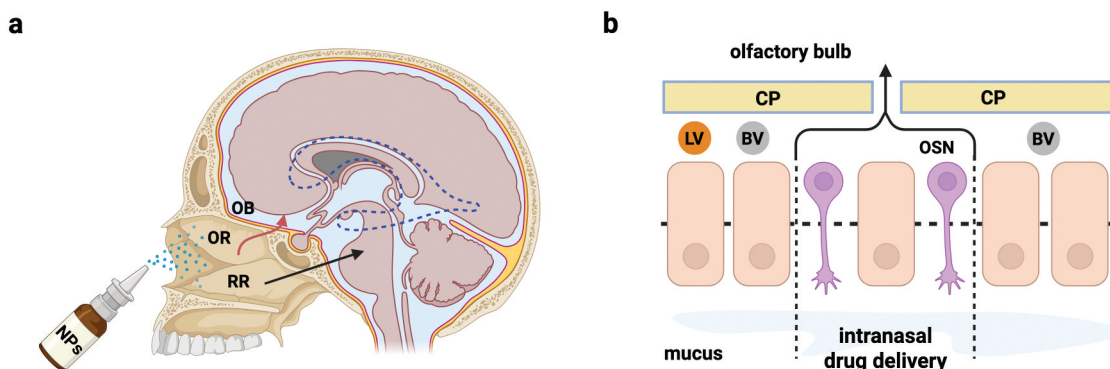 a
OB
OR
RR
NPs
b
olfactory bulb
CP
CP
LV
BV
OSN
BV
mucus
intranasal
drug delivery